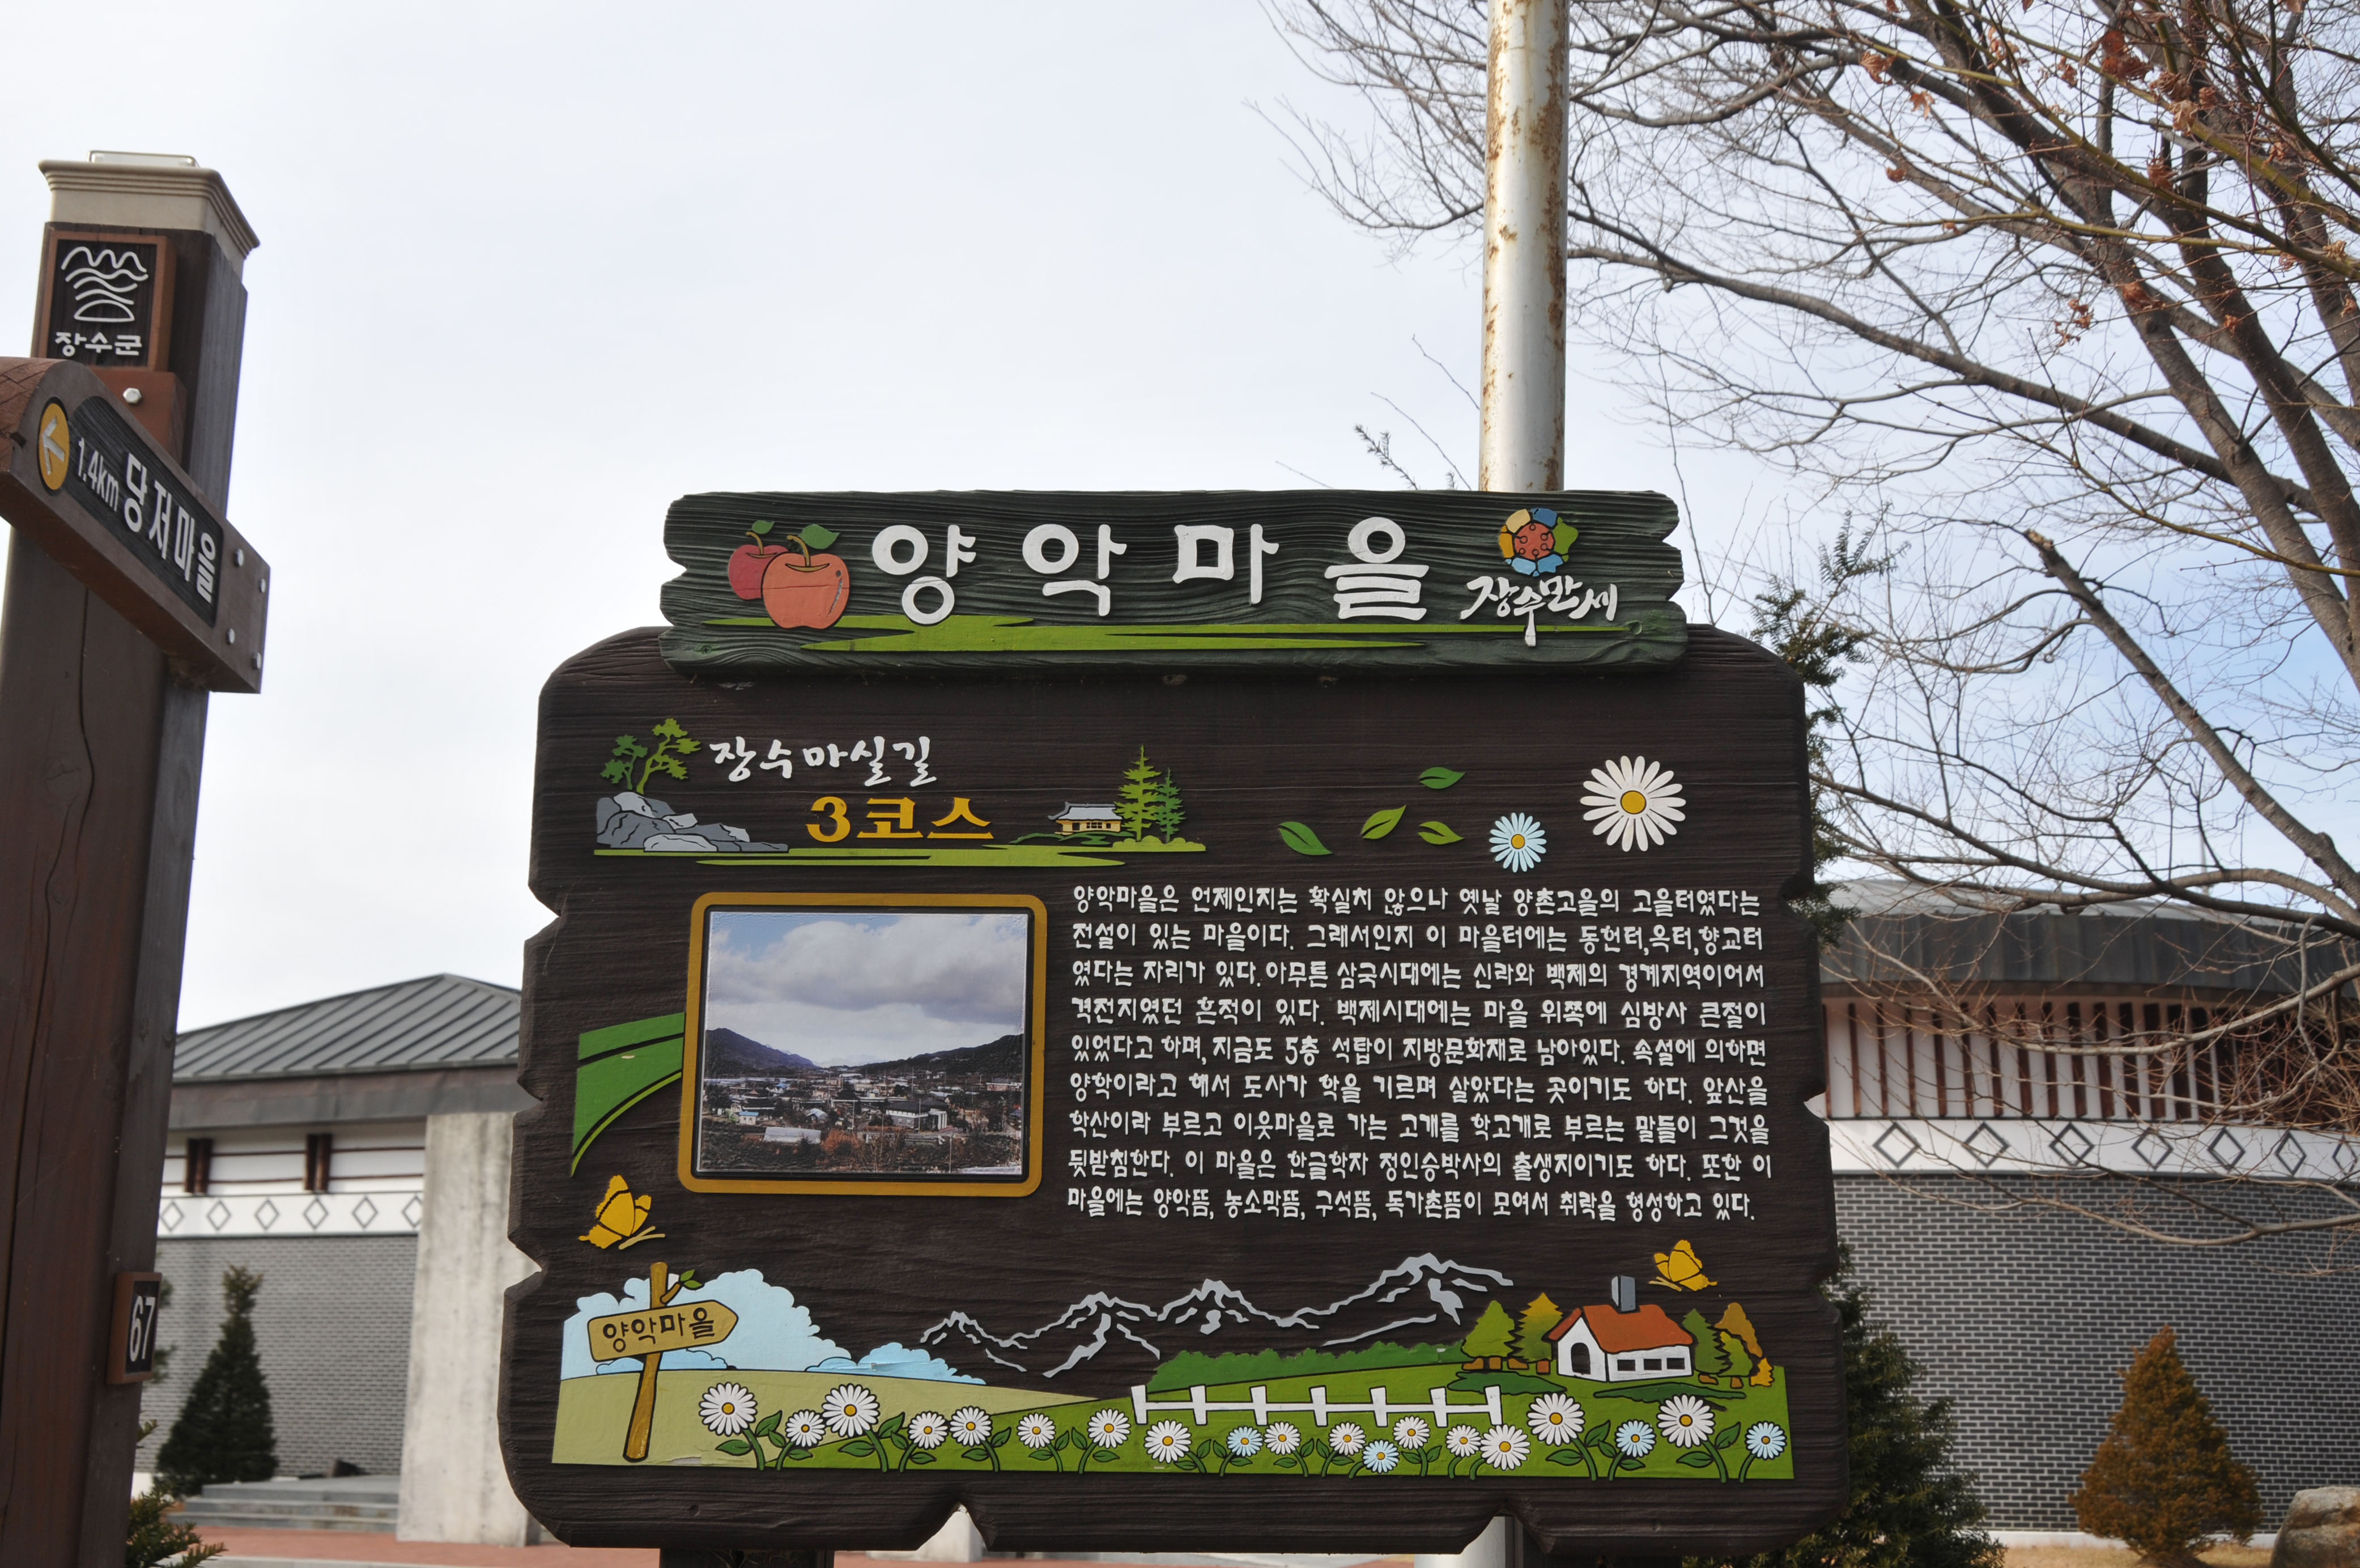 장수군
1.4km 당저마을
67
양악마을
장수만세
장수마실길
3코스
양악마을은 언제인지는 확실치 않으나 옛날 양촌고을의 고을터였다는
전설이 있는 마을이다. 그래서인지 이 마을터에는 동헌터,옥터,향교터
였다는 자리가 있다. 아무튼 삼국시대에는 신라와 백제의 경계지역이어서
격전지였던 흔적이 있다. 백제시대에는 마을 위쪽에 심방사 큰절이
있었다고 하며, 지금도 5층 석탑이 지방문화재로 남아있다. 속설에 의하면
양학이라고 해서 도사가 학을 기르며 살았다는 곳이기도 하다. 앞산을
학산이라 부르고 이웃마을로 가는 고개를 학고개로 부르는 말들이 그것을
뒷받침한다. 이 마을은 한글학자 정인승박사의 출생지이기도 하다. 또한 이
마을에는 양악뜸, 농소막뜸, 구석뜸, 독가촌뜸이 모여서 취락을 형성하고 있다.
양악마을